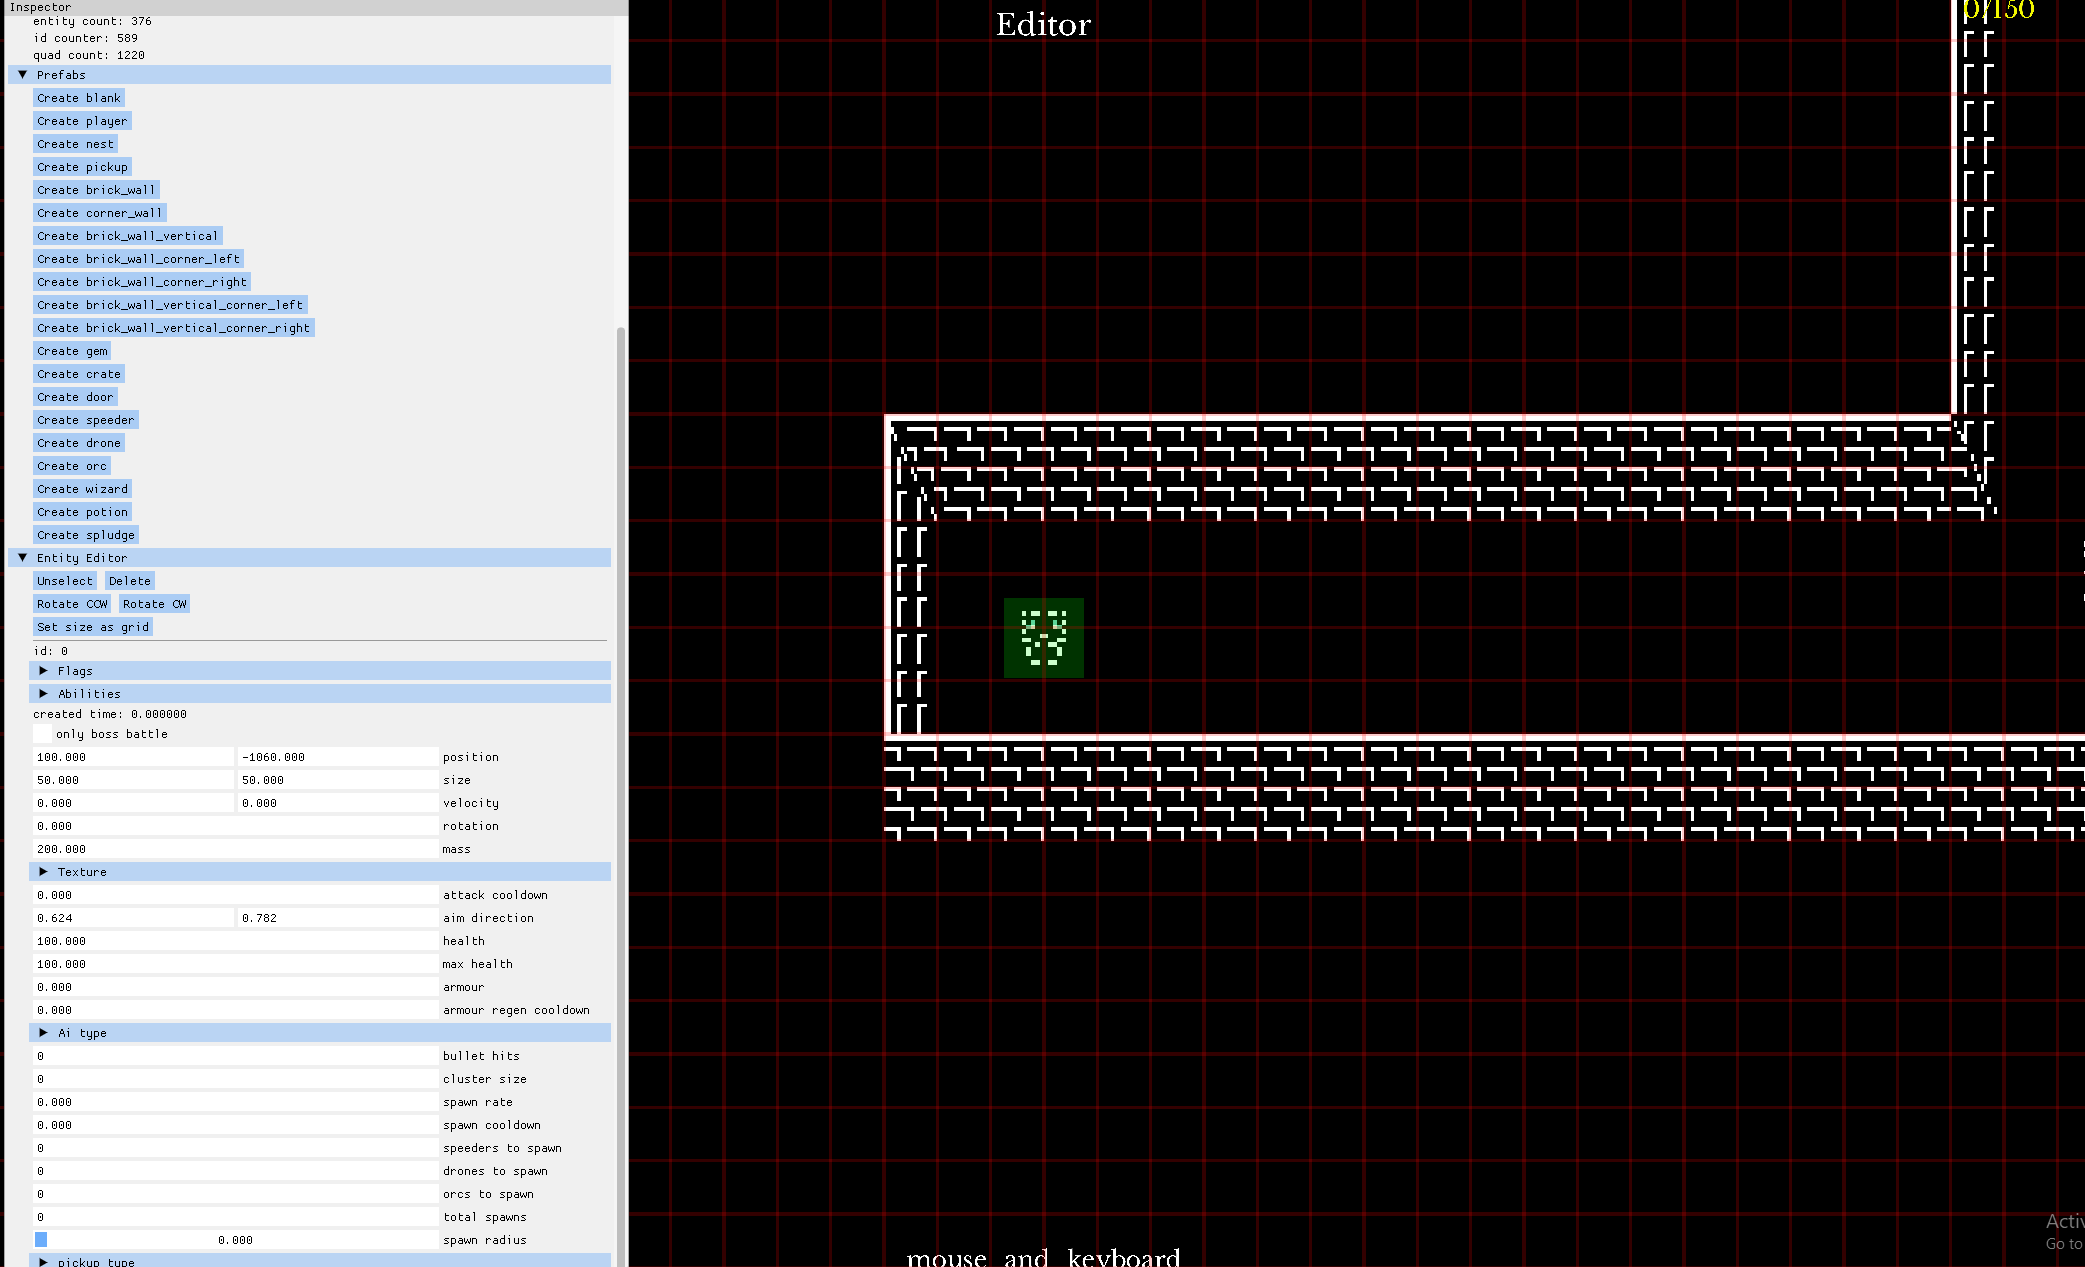 Inspector
entity count: 376
id counter: 589
quad count: 1220
Prefabs
Create blank
Create player
Create nest
Create pickup
Create brick_wall
Create corner_wall
Create brick_wall_vertical
Create brick_wall_corner_left
Create brick_wall_corner_right
Create brick_wall_vertical_corner_left
Create brick_wall_vertical_corner_right
Create gem
Create crate
Create door
Create speeder
Create drone
Create orc
Create wizard
Create potion
Create spludge
Entity Editor
Unselect Delete
Rotate CCW Rotate CW
Set size as grid
id: 0
Flags
Abilities
created time: 0.000000
only boss battle
100.000 -1060.000 position
50.000 50.000 size
0.000 0.000 velocity
0.000 rotation
200.000 mass
Texture
0.000 attack cooldown
0.624 0.782 aim direction
100.000 health
100.000 max health
0.000 armour
0.000 armour regen cooldown
Ai type
0 bullet hits
0 cluster size
0.000 spawn rate
0.000 spawn cooldown
0 speeders to spawn
0 drones to spawn
0 orcs to spawn
0 total spawns
0.000 spawn radius
pickup type
Editor
0/150
mouse and keyboard
Go to